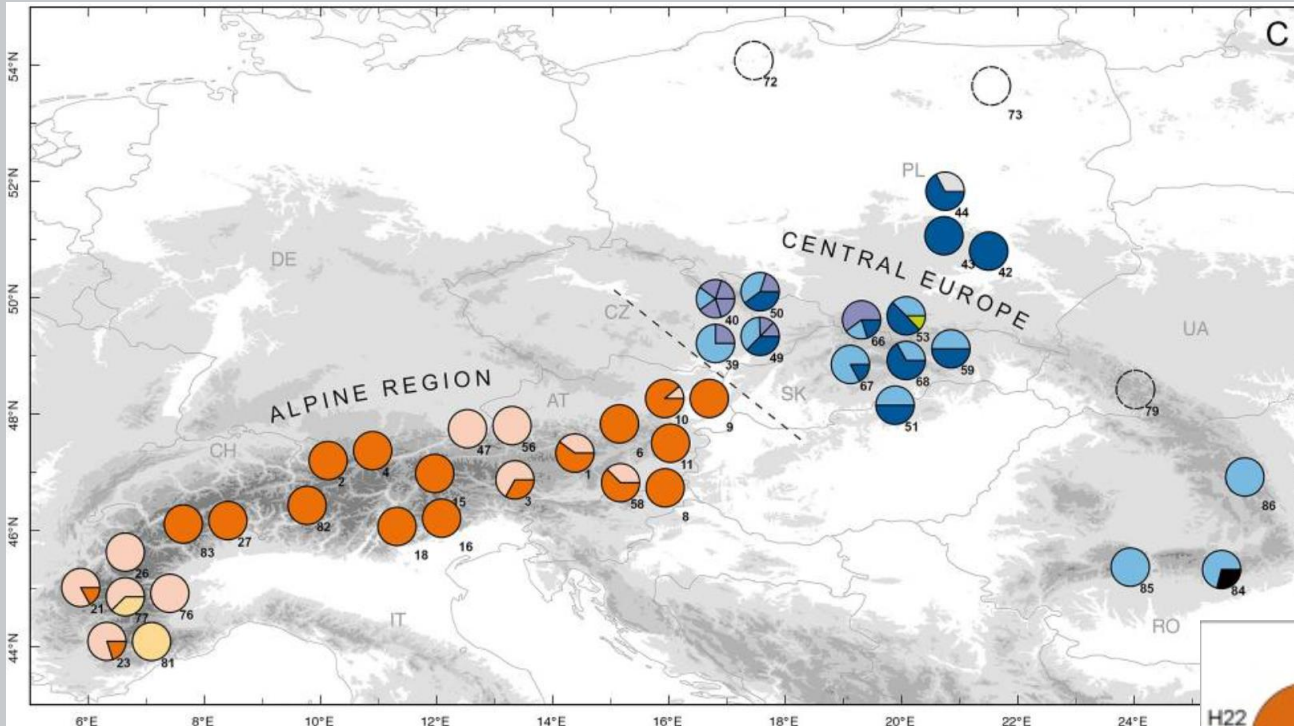 C
54°N
52°N
50°N
48°N
46°N
44°N
72
73
PL
44
43
42
CENTRAL EUROPE
DE
CZ
40
50
39
49
66
53
67
68
59
51
SK
UA
79
ALPINE REGION
AT
CH
47
56
10
9
6
11
1
58
8
3
2
4
15
82
18
16
83
27
26
21
77
76
23
81
IT
86
85
84
RO
H22
6°E
8°E
10°E
12°E
14°E
16°E
18°E
20°E
22°E
24°E